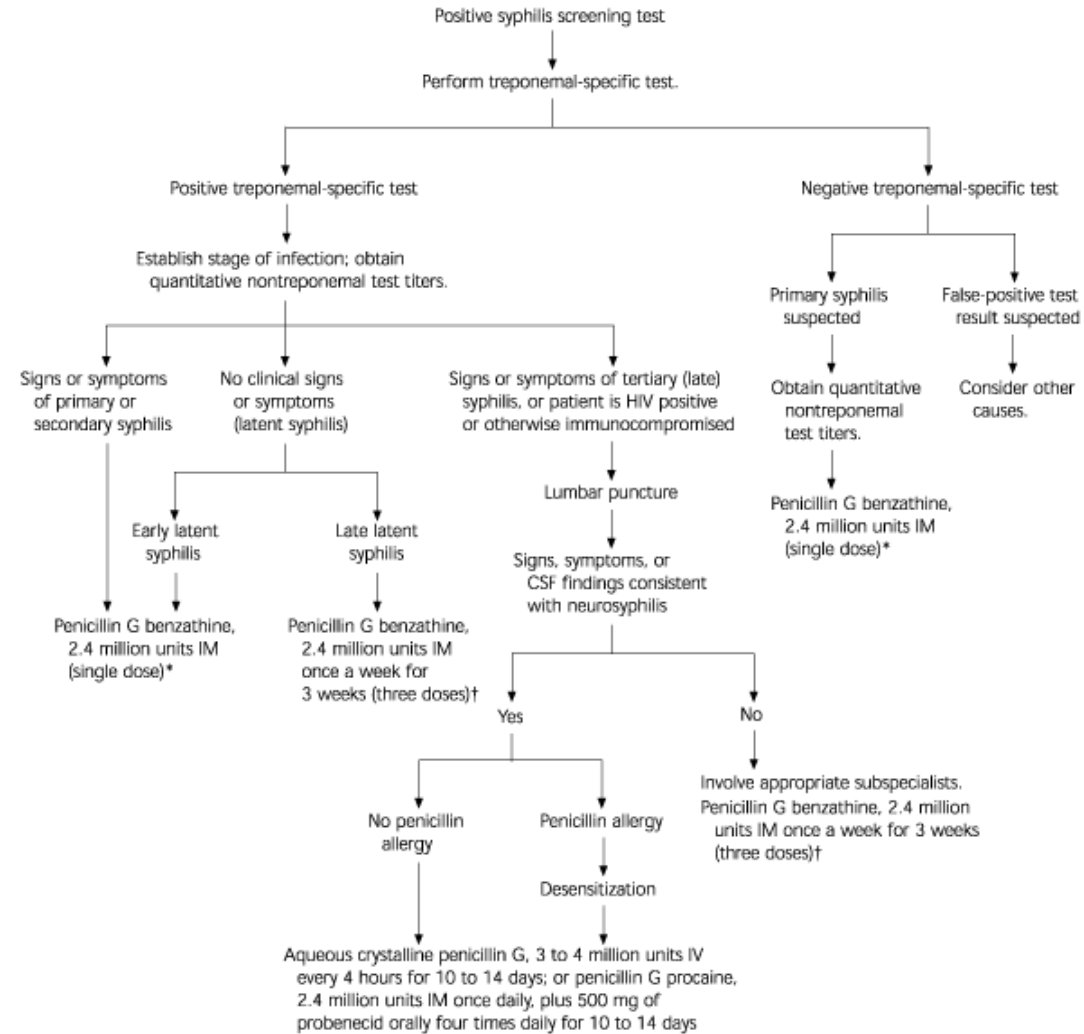 Positive syphilis screening test
Perform treponemal-specific test.
Positive treponemal-specific test
Negative treponemal-specific test
Establish stage of infection; obtain
quantitative nontreponemal test titers.
Primary syphilis
suspected
False-positive test
result suspected
Signs or symptoms
of primary or
secondary syphilis
No clinical signs
or symptoms
(latent syphilis)
Signs or symptoms of tertiary (late)
syphilis, or patient is HIV positive
or otherwise immunocompromised
Obtain quantitative
nontreponemal
test titers.
Consider other
causes.
Lumbar puncture
Penicillin G benzathine,
2.4 million units IM
(single dose)*
Early latent
syphilis
Late latent
syphilis
Signs, symptoms, or
CSF findings consistent
with neurosyphilis
Penicillin G benzathine,
2.4 million units IM
(single dose)*
Penicillin G benzathine,
2.4 million units IM
once a week for
3 weeks (three doses)†
Yes
No
Involve appropriate subspecialists.
Penicillin G benzathine, 2.4 million
units IM once a week for 3 weeks
(three doses)†
No penicillin
allergy
Penicillin allergy
Desensitization
Aqueous crystalline penicillin G, 3 to 4 million units IV
every 4 hours for 10 to 14 days; or penicillin G procaine,
2.4 million units IM once daily, plus 500 mg of
probenecid orally four times daily for 10 to 14 days